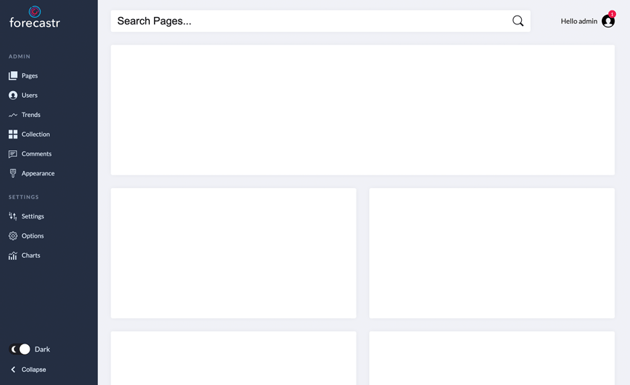 forecastr
Search Pages...
Hello admin
1
ADMIN
Pages
Users
Trends
Collection
Comments
Appearance
SETTINGS
Settings
Options
Charts
Dark
Collapse